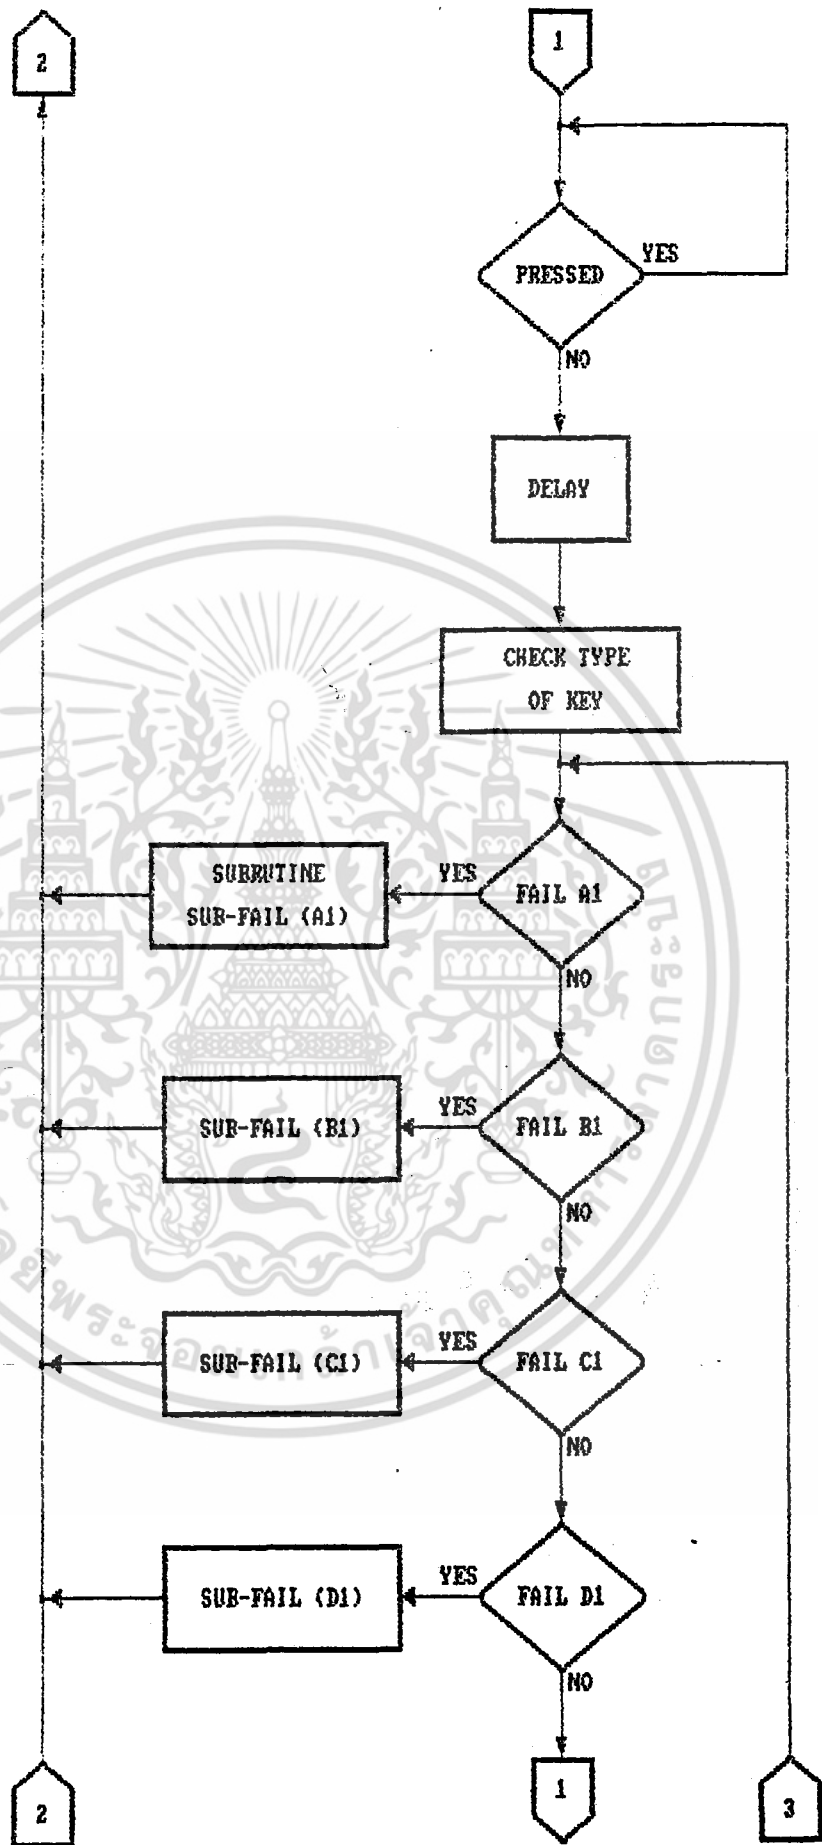 2
1
PRESSED
YES
NO
DELAY
CHECK TYPE
OF KEY
SUBRUTINE
SUB-FAIL (A1)
YES
FAIL A1
NO
SUB-FAIL (B1)
YES
FAIL B1
NO
SUB-FAIL (C1)
YES
FAIL C1
NO
SUB-FAIL (D1)
YES
FAIL D1
NO
2
1
3